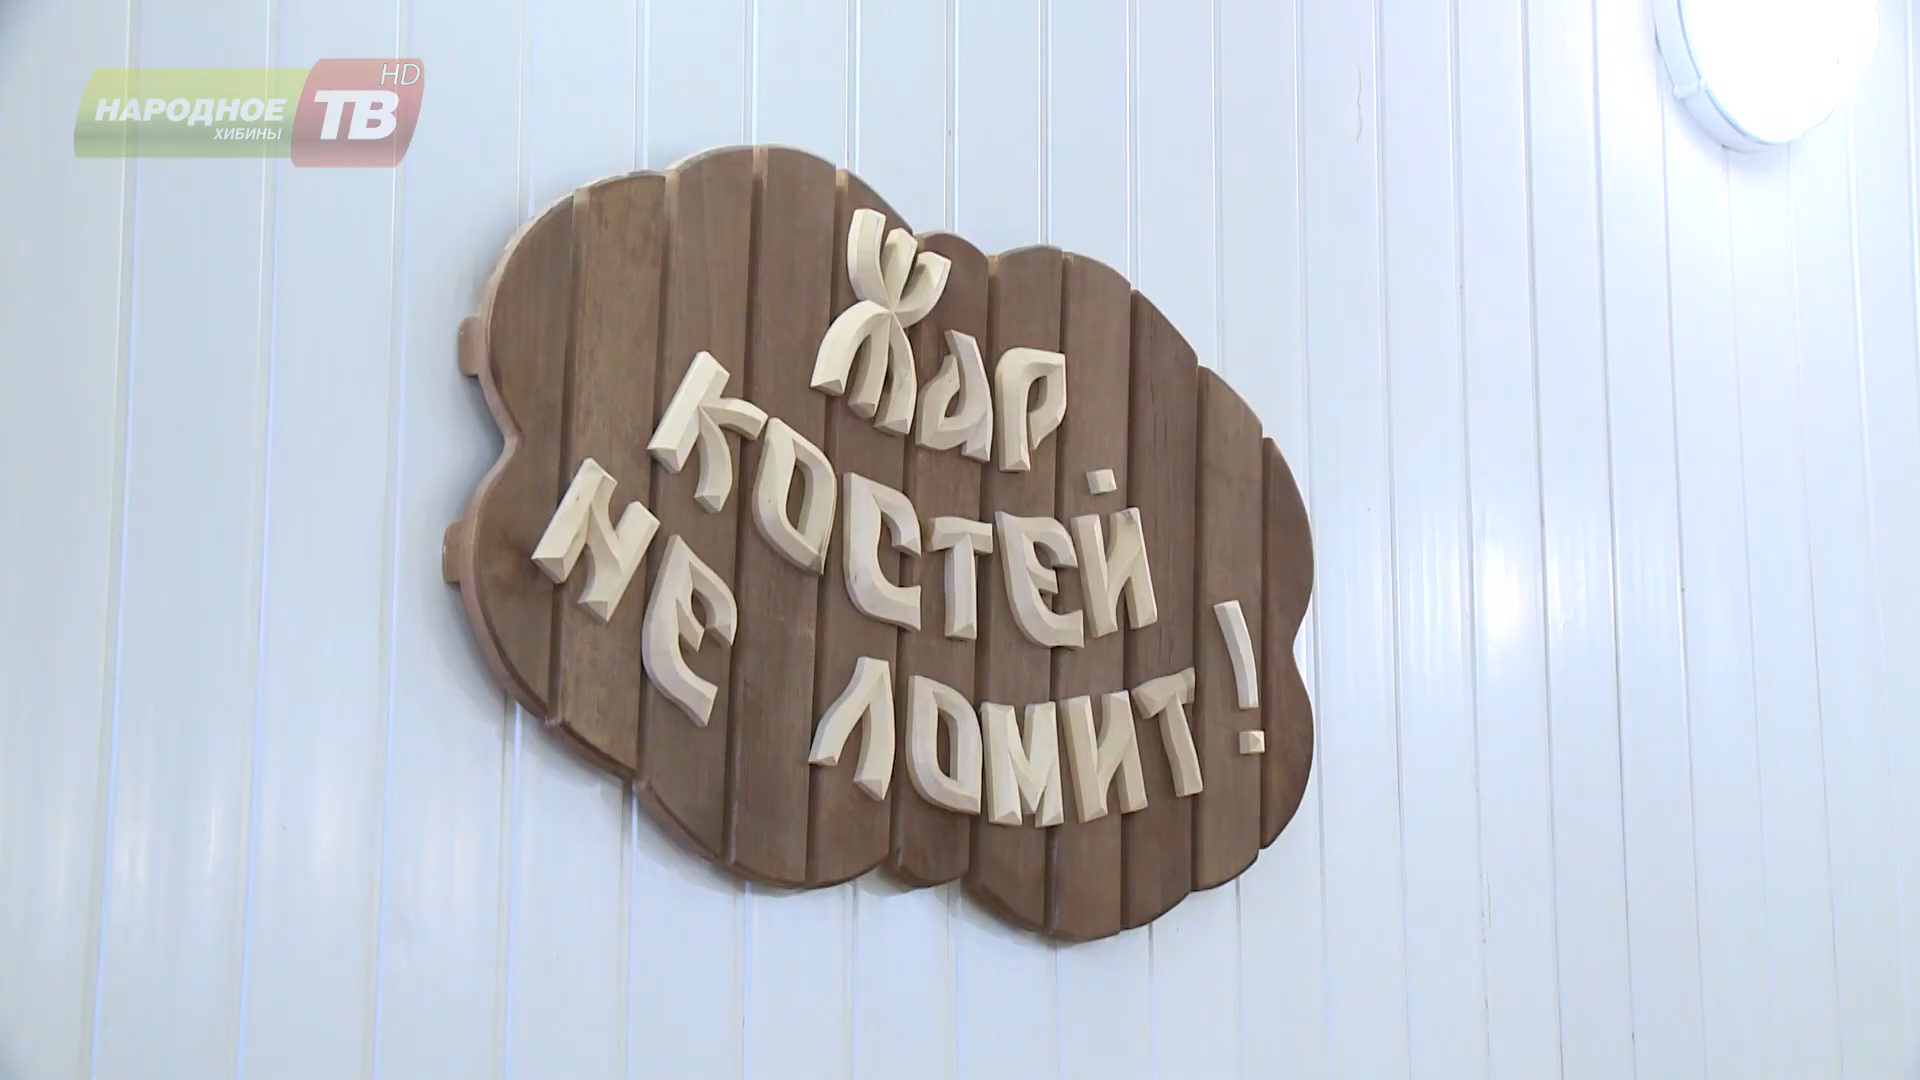 НАРОДНОЕ
ХИБИНЫ
ТВ
HD
Жар
КОСТЕЙ
НЕ ЛОМИТ!